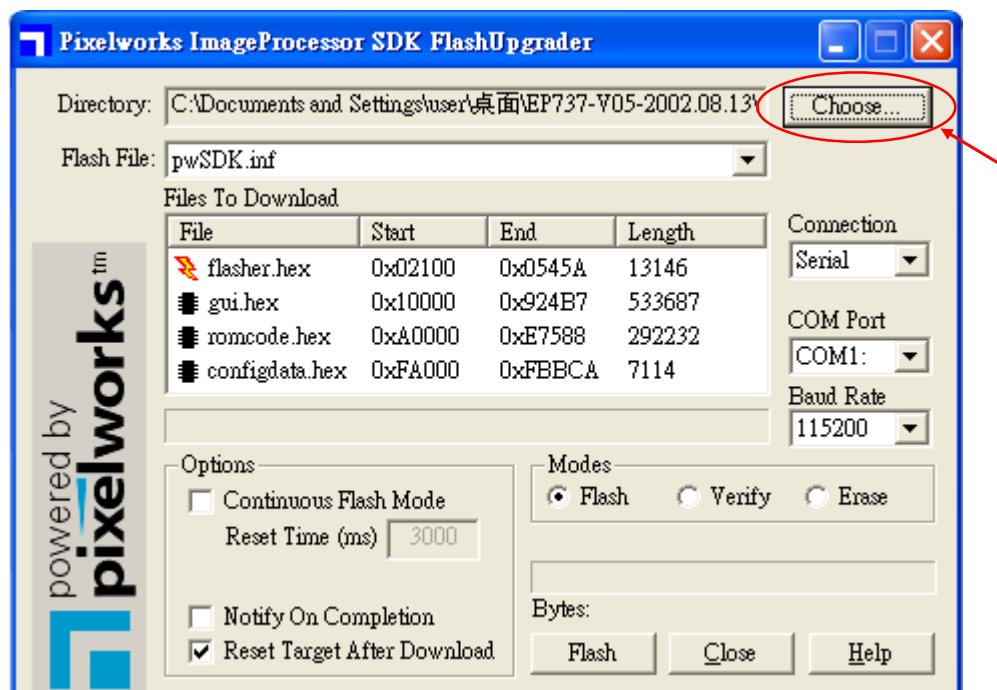 Pixelworks ImageProcessor SDK FlashUpgrader
Directory: C:\Documents and Settings\user\桌面\EP737-V05-2002.08.13\ Choose...
Flash File: pwSDK.inf
Files To Download
File Start End Length
flasher.hex 0x02100 0x0545A 13146
gui.hex 0x10000 0x924B7 533687
romcode.hex 0xA0000 0xE7588 292232
configdata.hex 0xFA000 0xFBBCA 7114
Connection
Serial
COM Port
COM1:
Baud Rate
115200
powered by
pixelworks tm
Options
Continuous Flash Mode
Reset Time (ms) 3000
Notify On Completion
Reset Target After Download
Modes
Flash Verify Erase
Bytes:
Flash Close Help